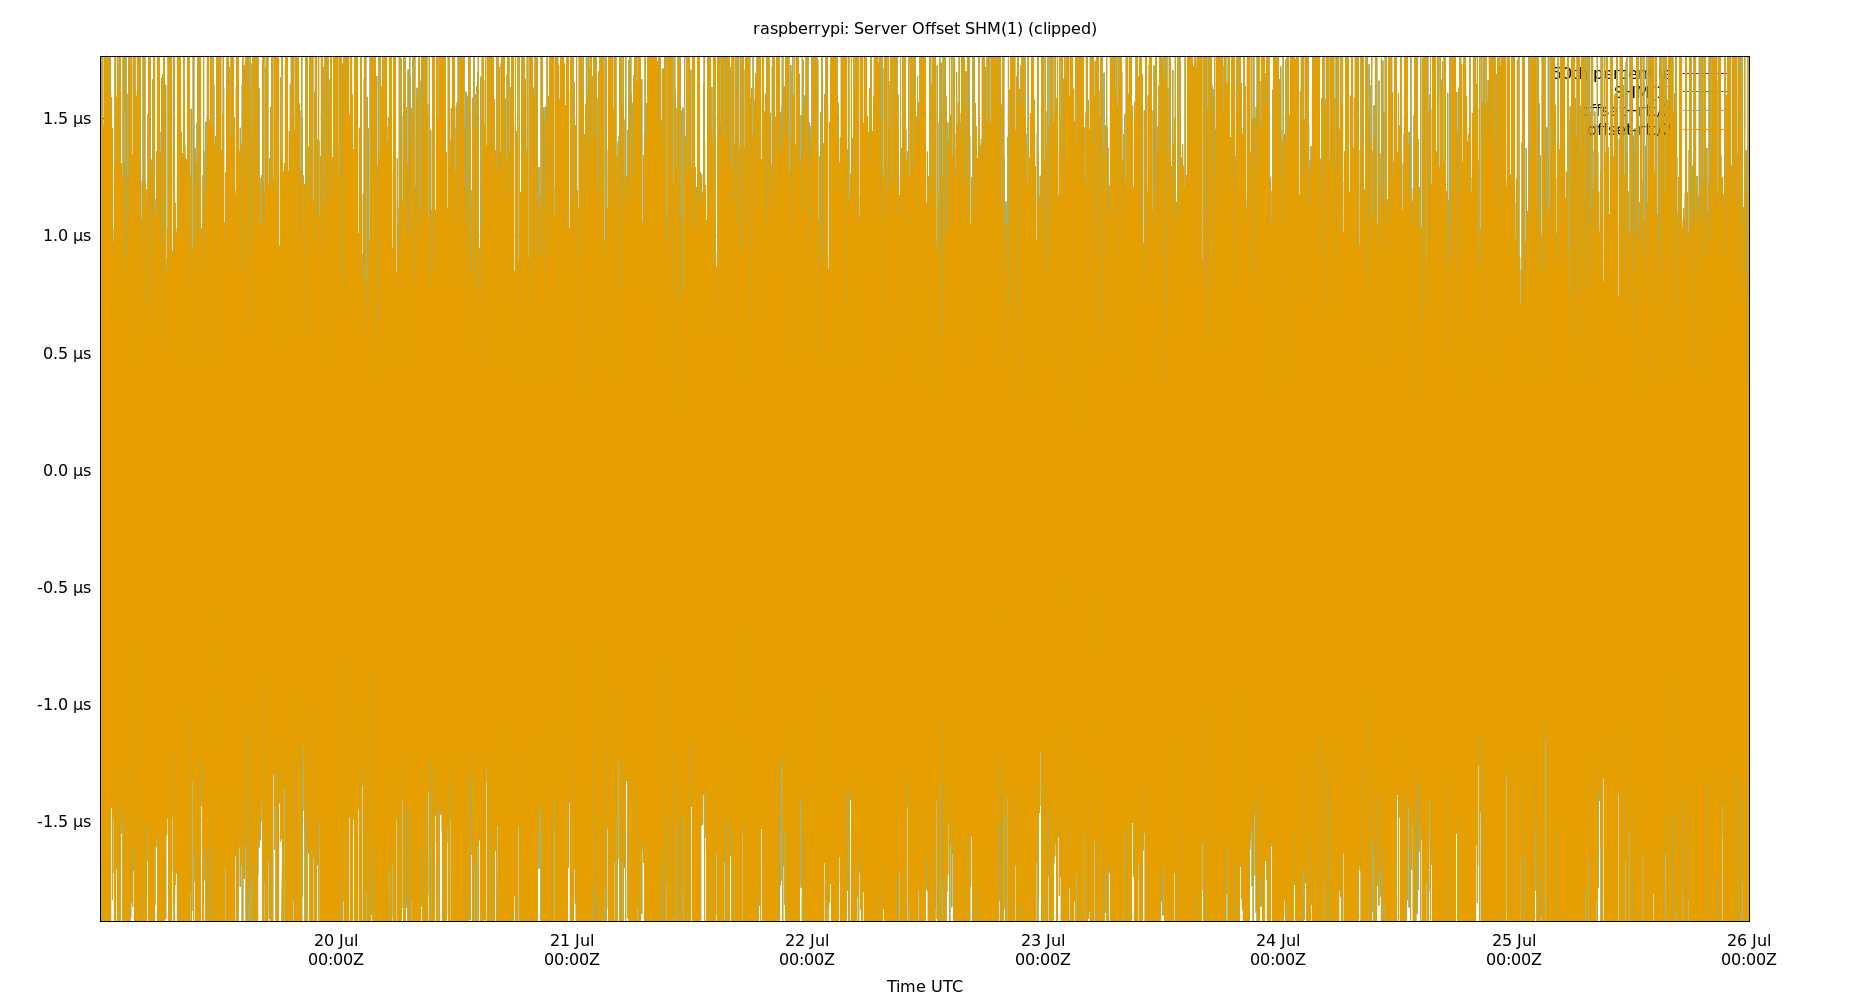 raspberrypi: Server Offset SHM(1) (clipped)
1.5 µs
1.0 µs
0.5 µs
0.0 µs
-0.5 µs
-1.0 µs
-1.5 µs
20 Jul 21 Jul 22 Jul 23 Jul 24 Jul 25 Jul 26 Jul
00:00Z 00:00Z 00:00Z 00:00Z 00:00Z 00:00Z 00:00Z
Time UTC